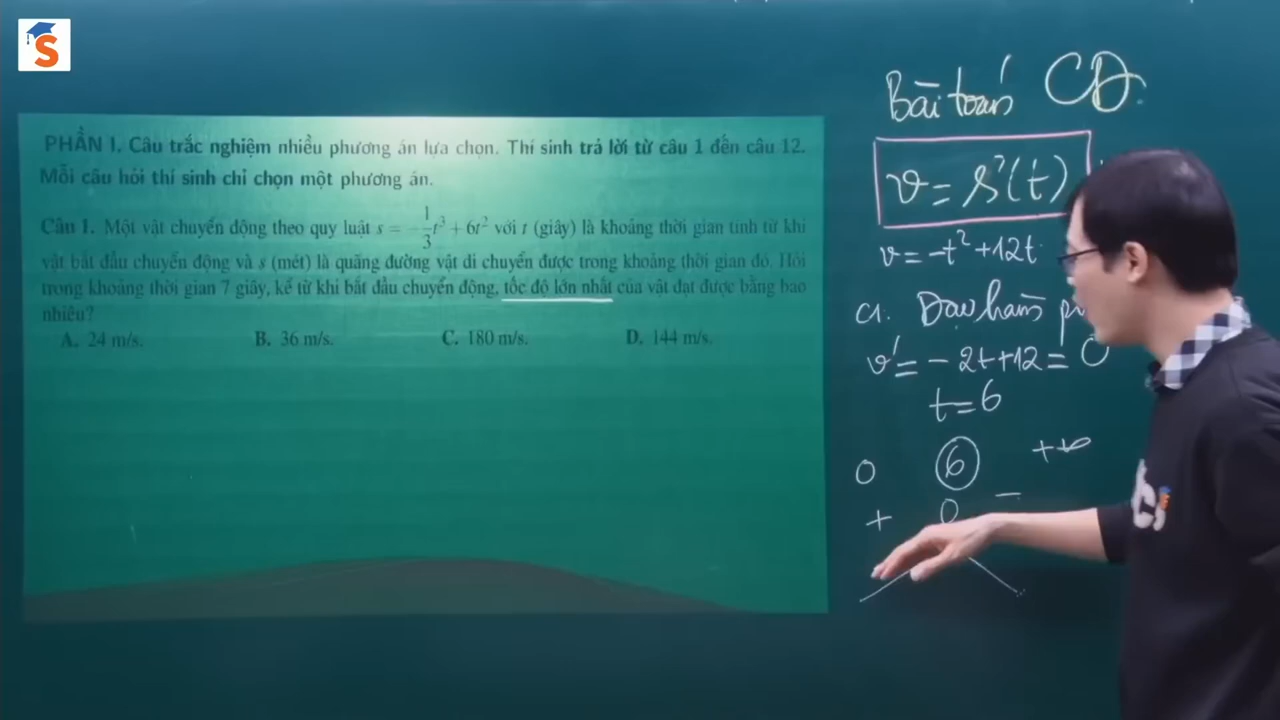 S
PHẦN I. Câu trắc nghiệm nhiều phương án lựa chọn. Thí sinh trả lời từ câu 1 đến câu 12.
Mỗi câu hỏi thí sinh chỉ chọn một phương án.
Câu 1. Một vật chuyển động theo quy luật s = -1/3t³ + 6t² với t (giây) là khoảng thời gian tính từ khi
vật bắt đầu chuyển động và s (mét) là quãng đường vật di chuyển được trong khoảng thời gian đó. Hỏi
trong khoảng thời gian 7 giây, kể từ khi bắt đầu chuyển động, tốc độ lớn nhất của vật đạt được bằng bao
nhiêu?
A. 24 m/s. B. 36 m/s. C. 180 m/s. D. 144 m/s.
Bài toán CĐ.
v = s'(t)
v = -t² + 12t
C1. Đạo hàm
v' = -2t + 12 = 0
t = 6
0 6 +∞
+ 0 −